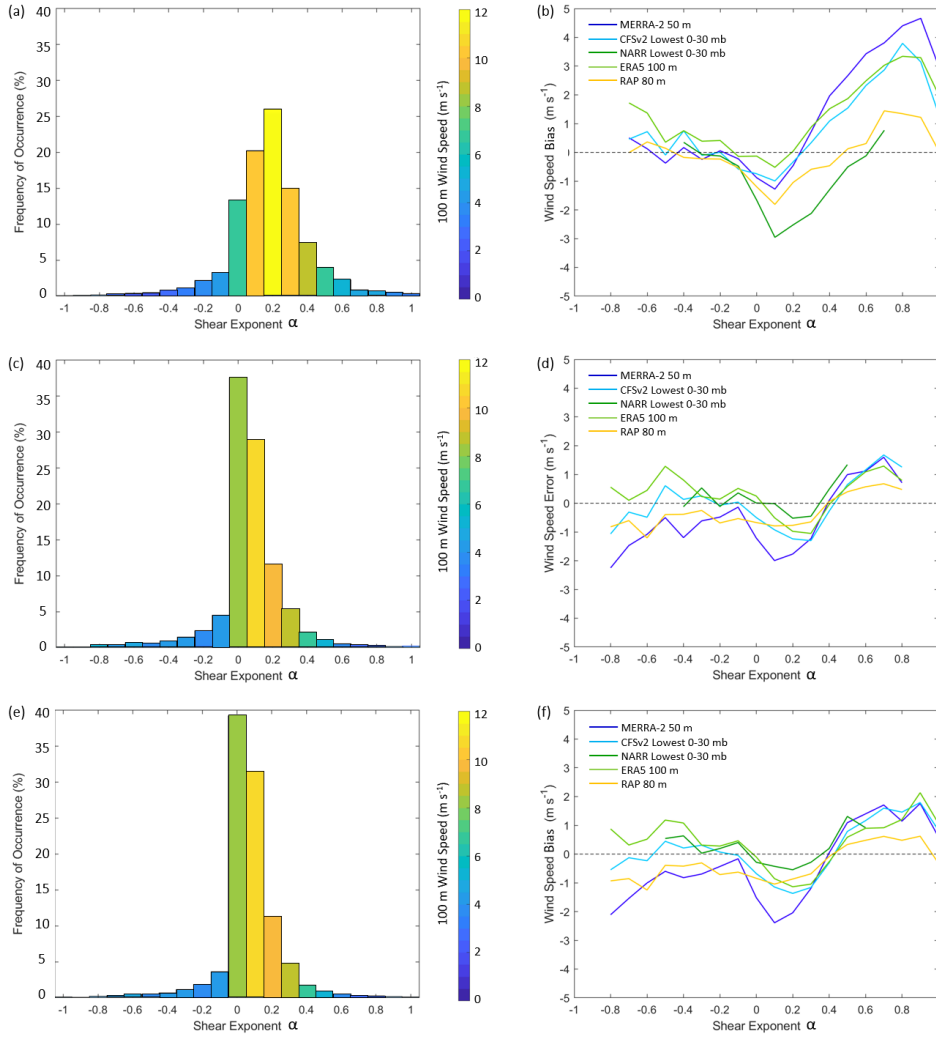 (a)
Frequency of Occurrence (%)
40
35
30
25
20
15
10
5
0
-1 -0.8 -0.6 -0.4 -0.2 0 0.2 0.4 0.6 0.8 1
Shear Exponent α
100 m Wind Speed (m s⁻¹)
12
10
8
6
4
2
0
(b)
Wind Speed Bias (m s⁻¹)
5
4
3
2
1
0
-1
-2
-3
-4
-5
MERRA-2 50 m
CFSv2 Lowest 0-30 mb
NARR Lowest 0-30 mb
ERA5 100 m
RAP 80 m
-1 -0.8 -0.6 -0.4 -0.2 0 0.2 0.4 0.6 0.8
Shear Exponent α
(c)
Frequency of Occurrence (%)
40
35
30
25
20
15
10
5
0
-1 -0.8 -0.6 -0.4 -0.2 0 0.2 0.4 0.6 0.8 1
Shear Exponent α
100 m Wind Speed (m s⁻¹)
12
10
8
6
4
2
0
(d)
Wind Speed Error (m s⁻¹)
5
4
3
2
1
0
-1
-2
-3
-4
-5
MERRA-2 50 m
CFSv2 Lowest 0-30 mb
NARR Lowest 0-30 mb
ERA5 100 m
RAP 80 m
-1 -0.8 -0.6 -0.4 -0.2 0 0.2 0.4 0.6 0.8
Shear Exponent α
(e)
Frequency of Occurrence (%)
40
35
30
25
20
15
10
5
0
-1 -0.8 -0.6 -0.4 -0.2 0 0.2 0.4 0.6 0.8 1
Shear Exponent α
100 m Wind Speed (m s⁻¹)
12
10
8
6
4
2
0
(f)
Wind Speed Bias (m s⁻¹)
5
4
3
2
1
0
-1
-2
-3
-4
-5
MERRA-2 50 m
CFSv2 Lowest 0-30 mb
NARR Lowest 0-30 mb
ERA5 100 m
RAP 80 m
-1 -0.8 -0.6 -0.4 -0.2 0 0.2 0.4 0.6 0.8
Shear Exponent α